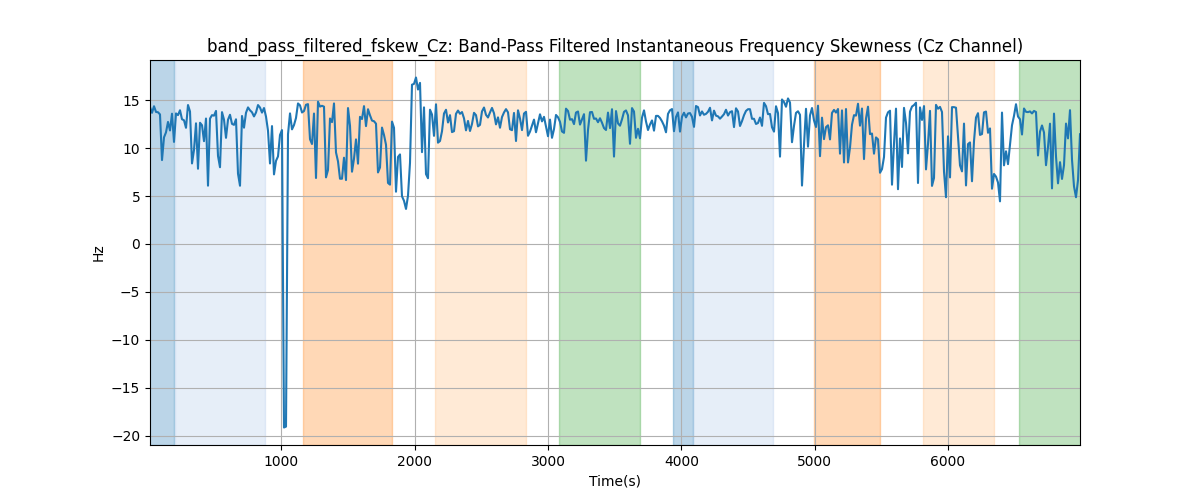 band_pass_filtered_fskew_Cz: Band-Pass Filtered Instantaneous Frequency Skewness (Cz Channel)
15
10
5
0
−5
−10
−15
−20
Hz
1000 2000 3000 4000 5000 6000
Time(s)